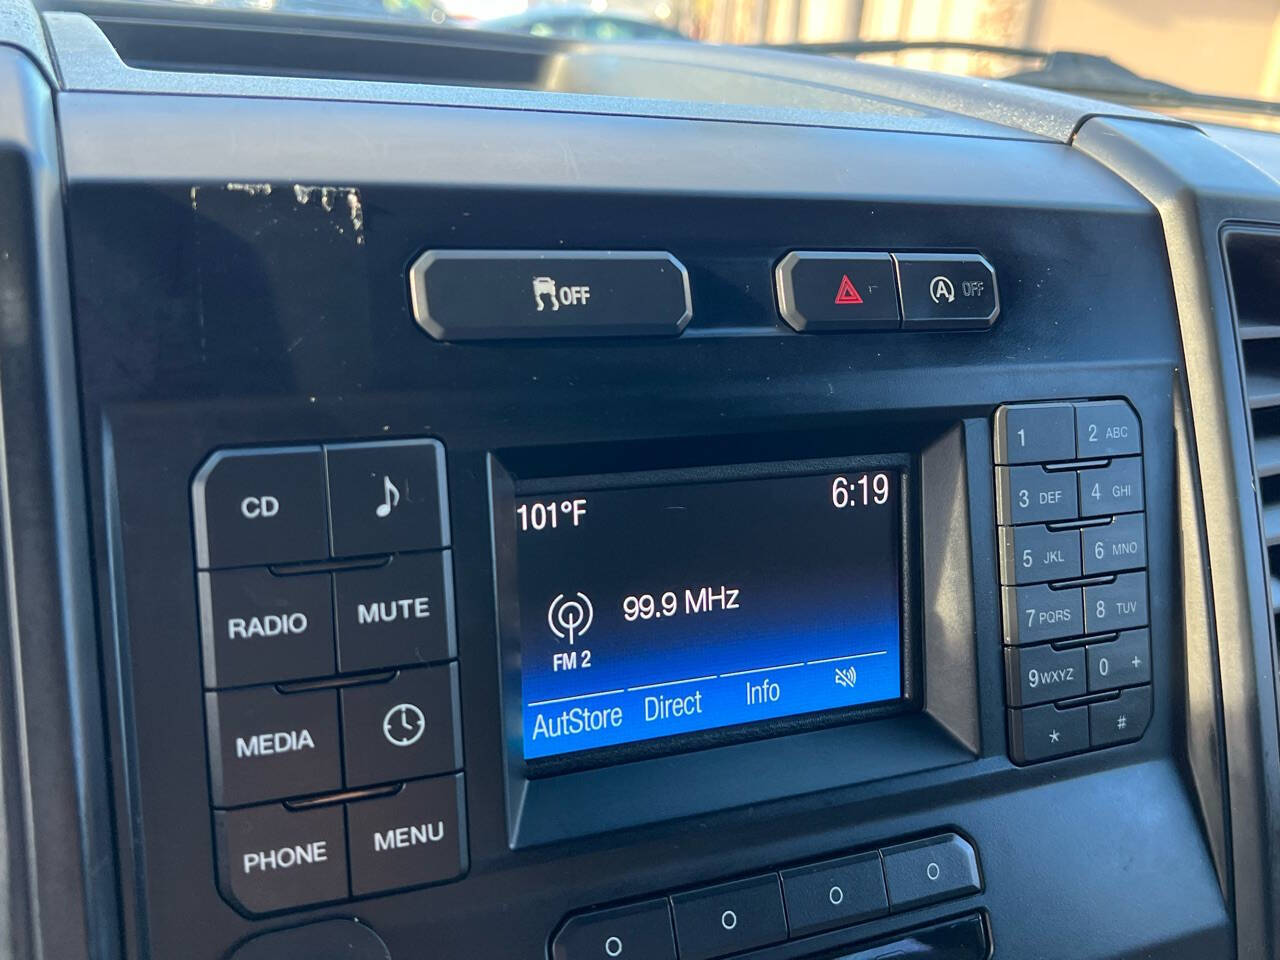 OFF
A OFF
CD
RADIO
MUTE
MEDIA
PHONE
MENU
101°F
6:19
99.9 MHz
FM 2
AutStore Direct Info
1
2 ABC
3 DEF
4 GHI
5 JKL
6 MNO
7 PQRS
8 TUV
9 WXYZ
0 +
* #